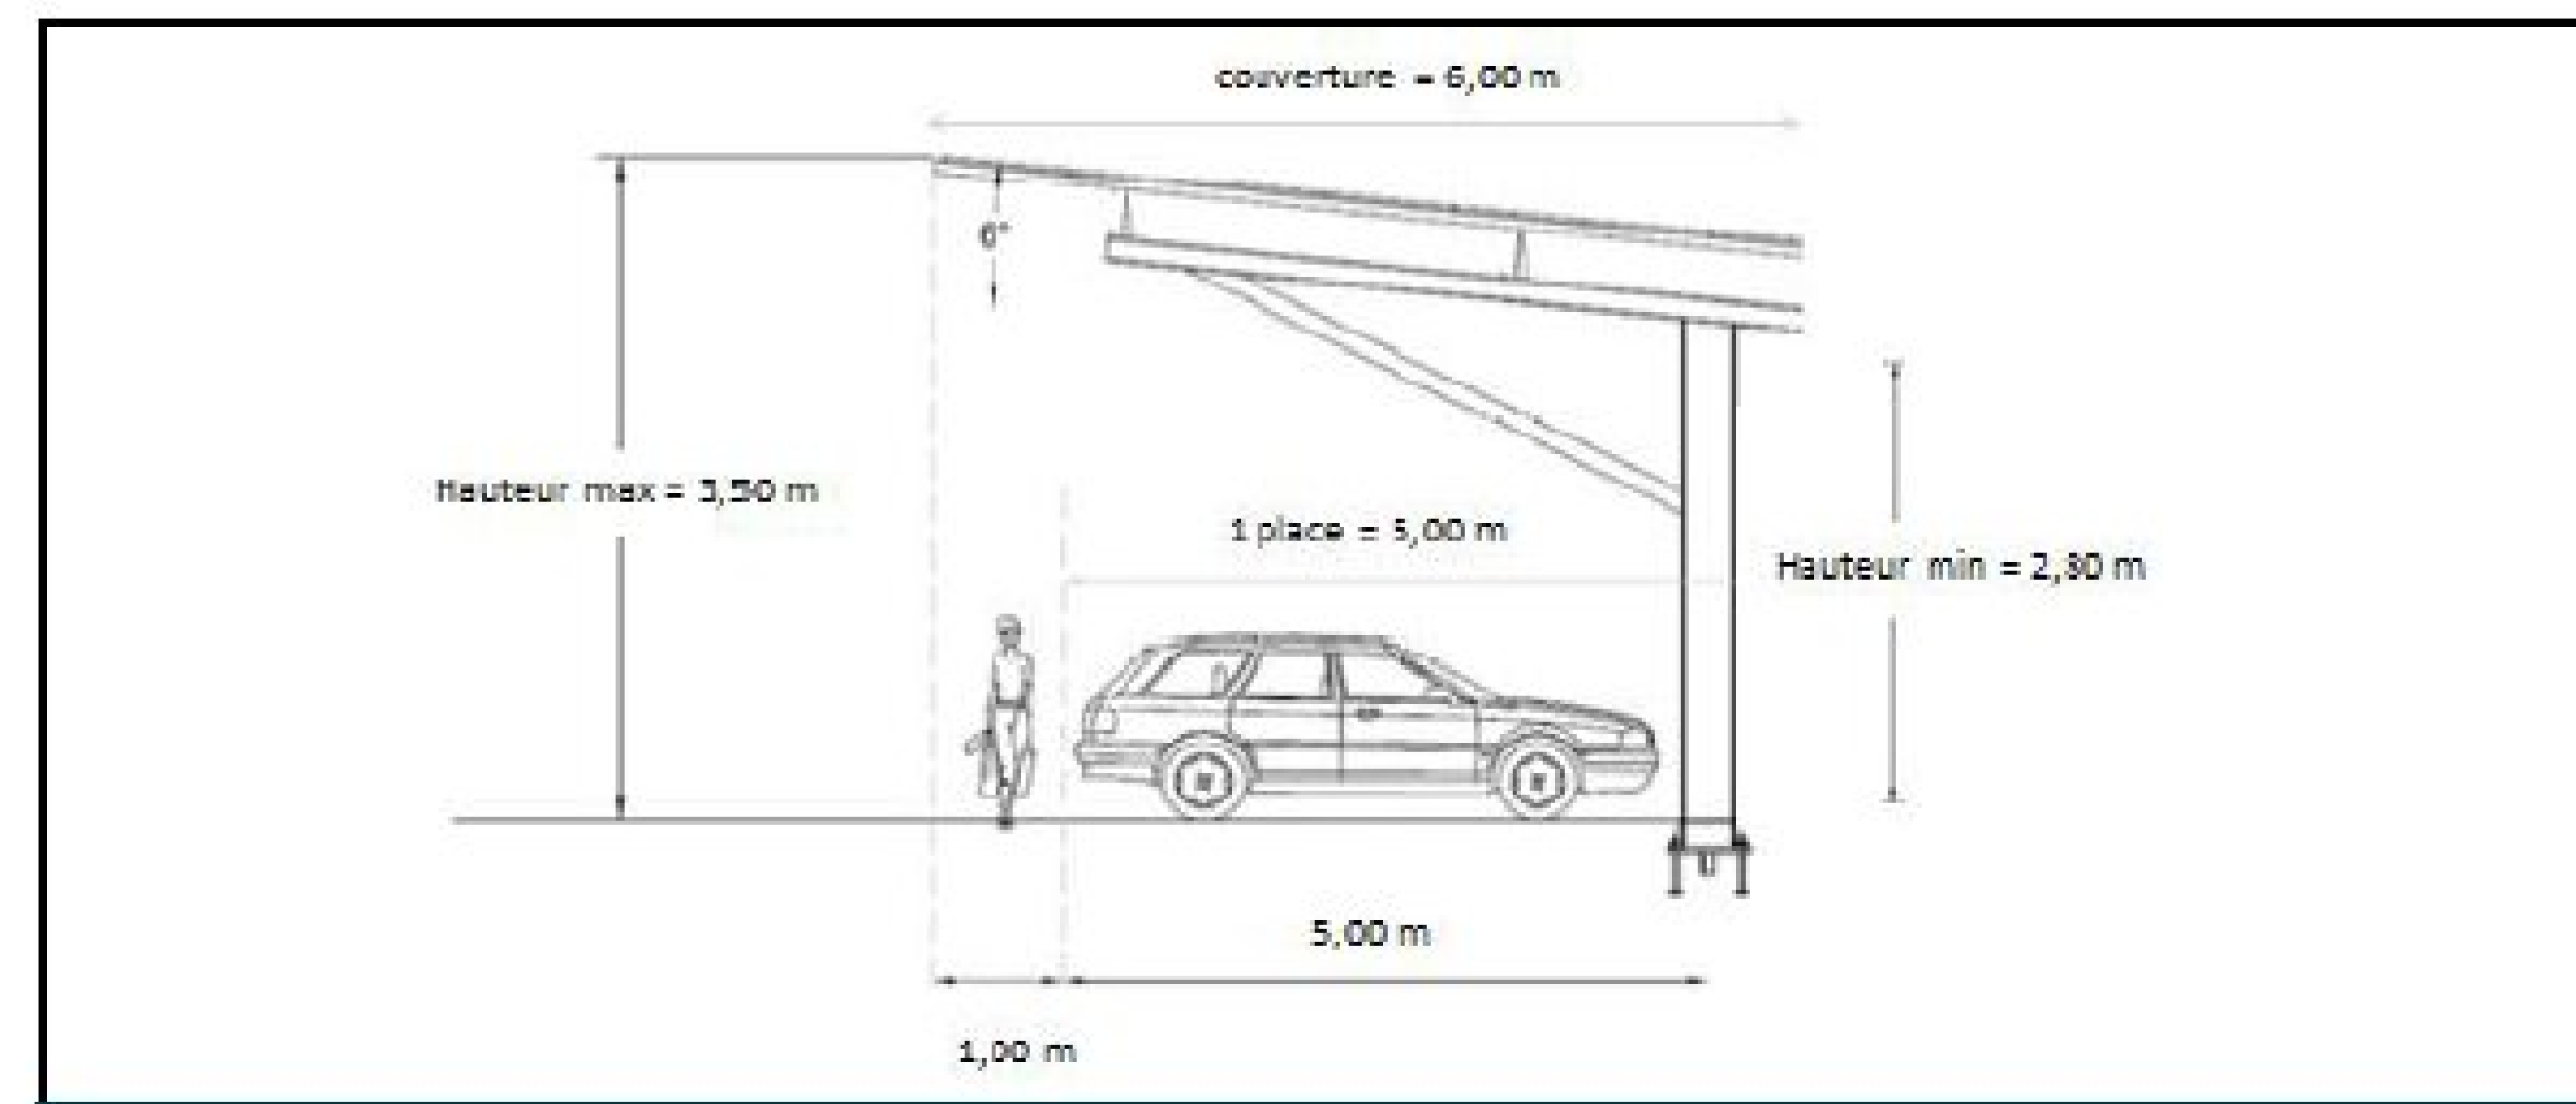 couverture = 6,00 m
6°
Hauteur max = 3,50 m
1 place = 5,00 m
Hauteur min = 2,30 m
5,00 m
1,00 m